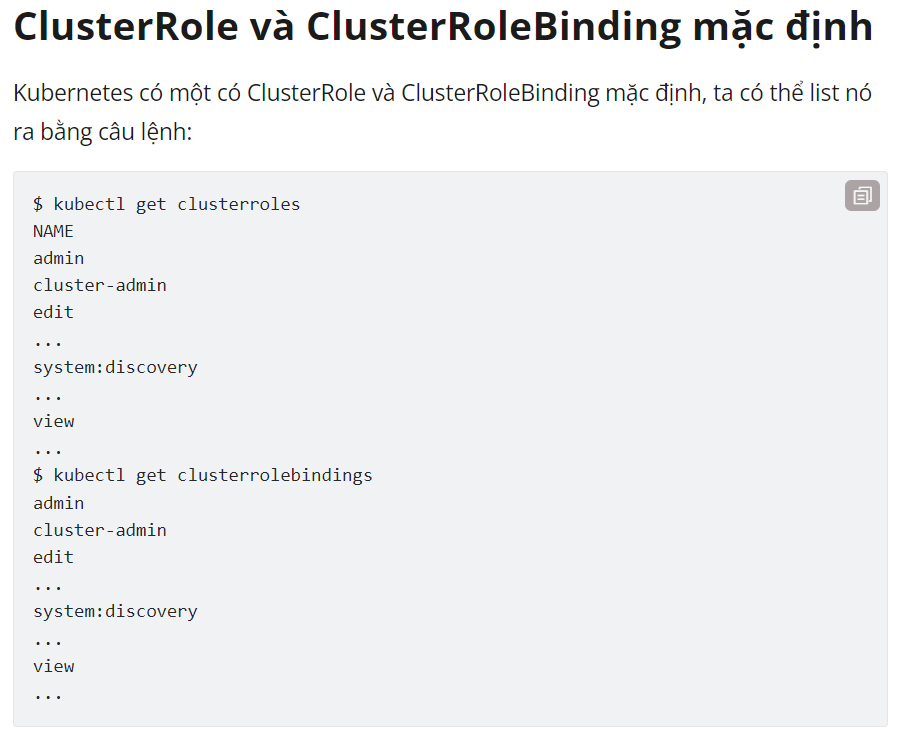 ClusterRole và ClusterRoleBinding mặc định
Kubernetes có một có ClusterRole và ClusterRoleBinding mặc định, ta có thể list nó
ra bằng câu lệnh:
$ kubectl get clusterroles
NAME
admin
cluster-admin
edit
...
system:discovery
...
view
...
$ kubectl get clusterrolebindings
admin
cluster-admin
edit
...
system:discovery
...
view
...